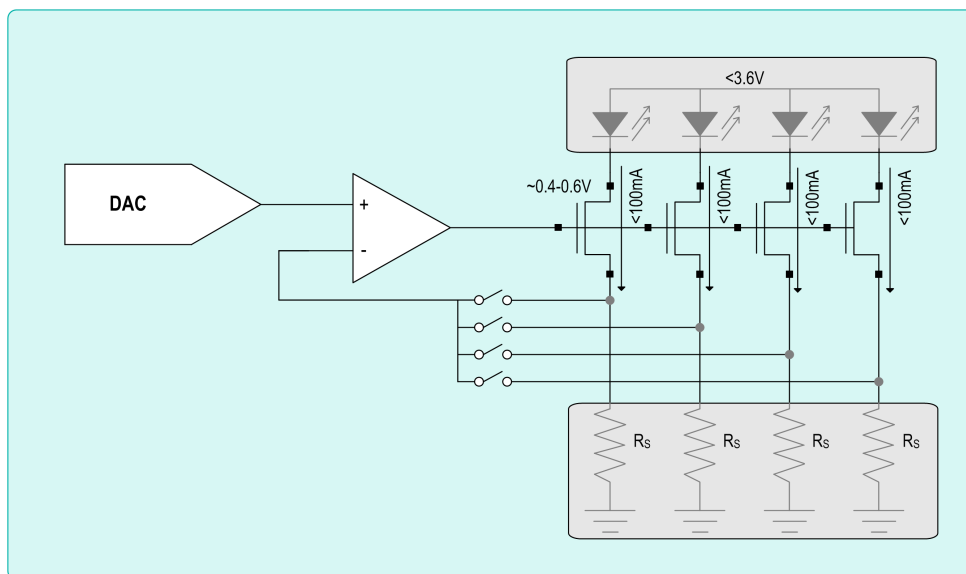 <3.6V
~0.4-0.6V
<100mA
<100mA
<100mA
<100mA
DAC
+
-
RS
RS
RS
RS